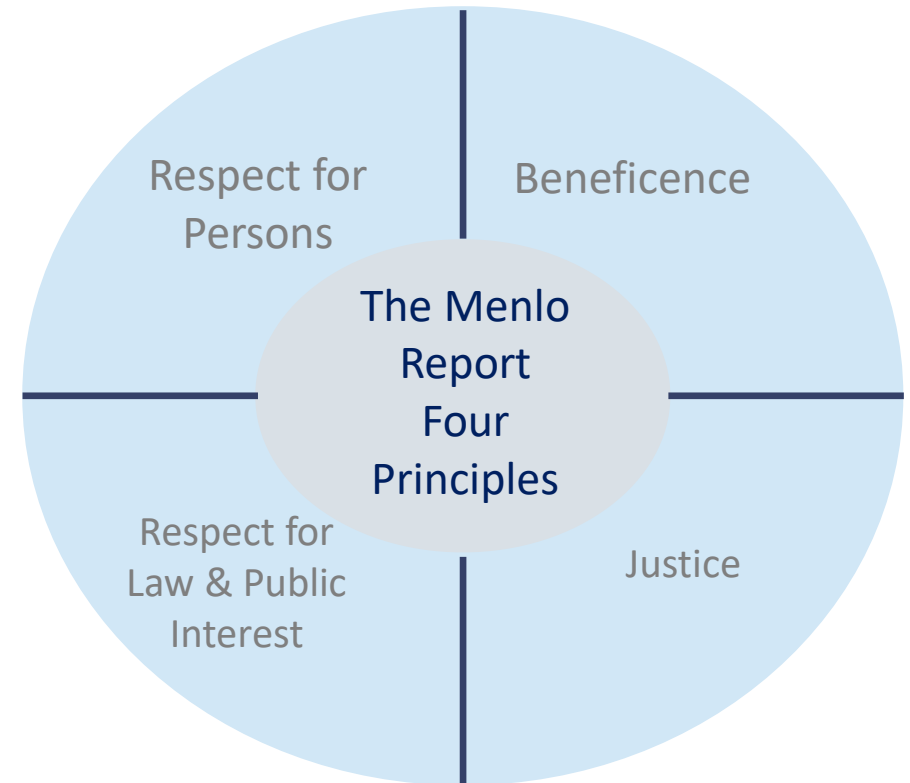 Respect for
Persons
Beneficence
The Menlo
Report
Four
Principles
Respect for
Law & Public
Interest
Justice